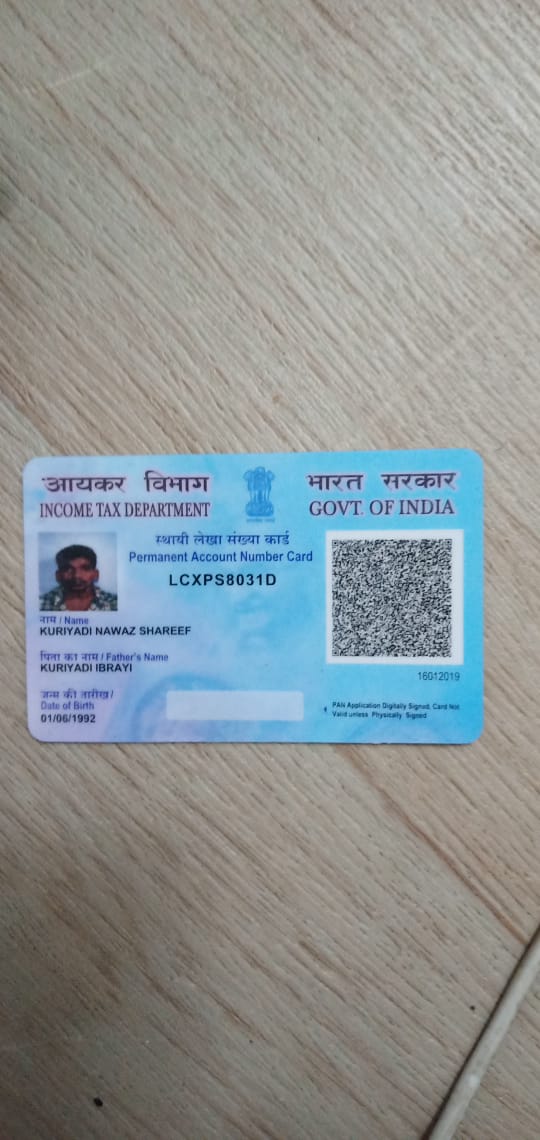 आयकर विभाग
INCOME TAX DEPARTMENT
भारत सरकार
GOVT. OF INDIA
स्थायी लेखा संख्या कार्ड
Permanent Account Number Card
LCXPS8031D
नाम / Name
KURIYADI NAWAZ SHAREEF
पिता का नाम / Father's Name
KURIYADI IBRAYI
16012019
जन्म की तारीख /
Date of Birth
01/06/1992
PAN Application Digitally Signed, Card Not
Valid unless Physically Signed